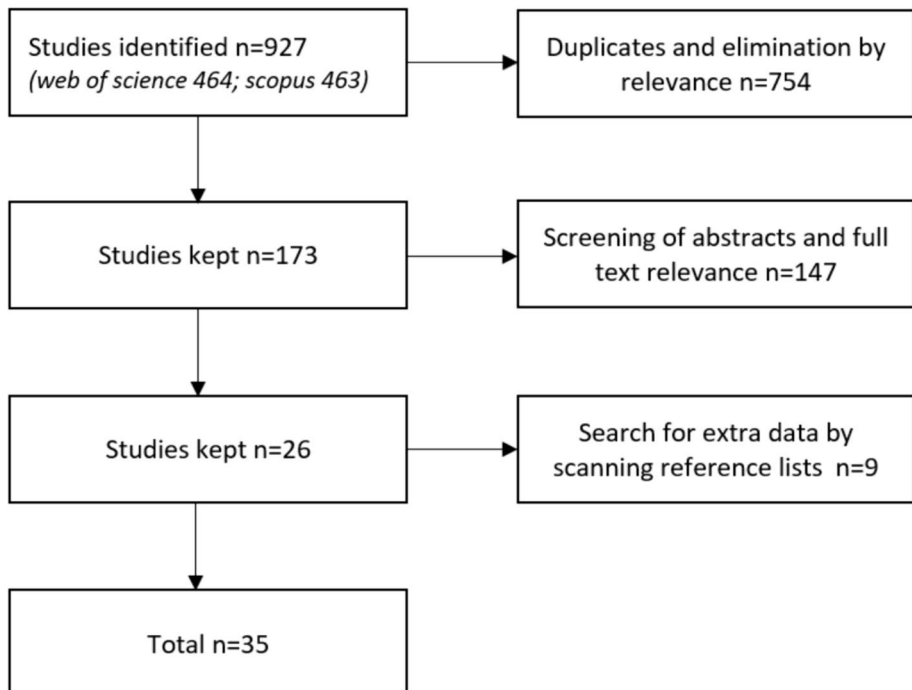 Studies identified n=927
(web of science 464; scopus 463)
Duplicates and elimination by
relevance n=754
Studies kept n=173
Screening of abstracts and full
text relevance n=147
Studies kept n=26
Search for extra data by
scanning reference lists  n=9
Total n=35